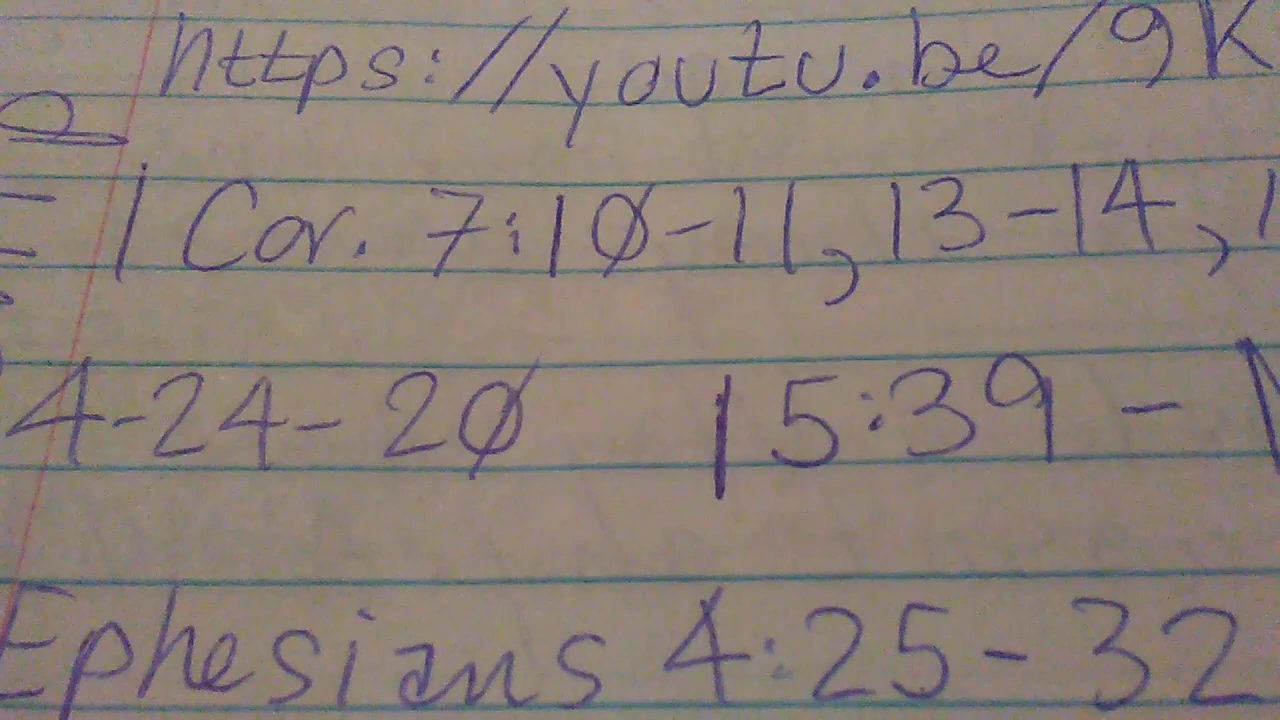 https://youtu.be/9K
1 Cor. 7:10-11, 13-14, 1
4-24-20 15:39 -
Ephesians 4:25-32